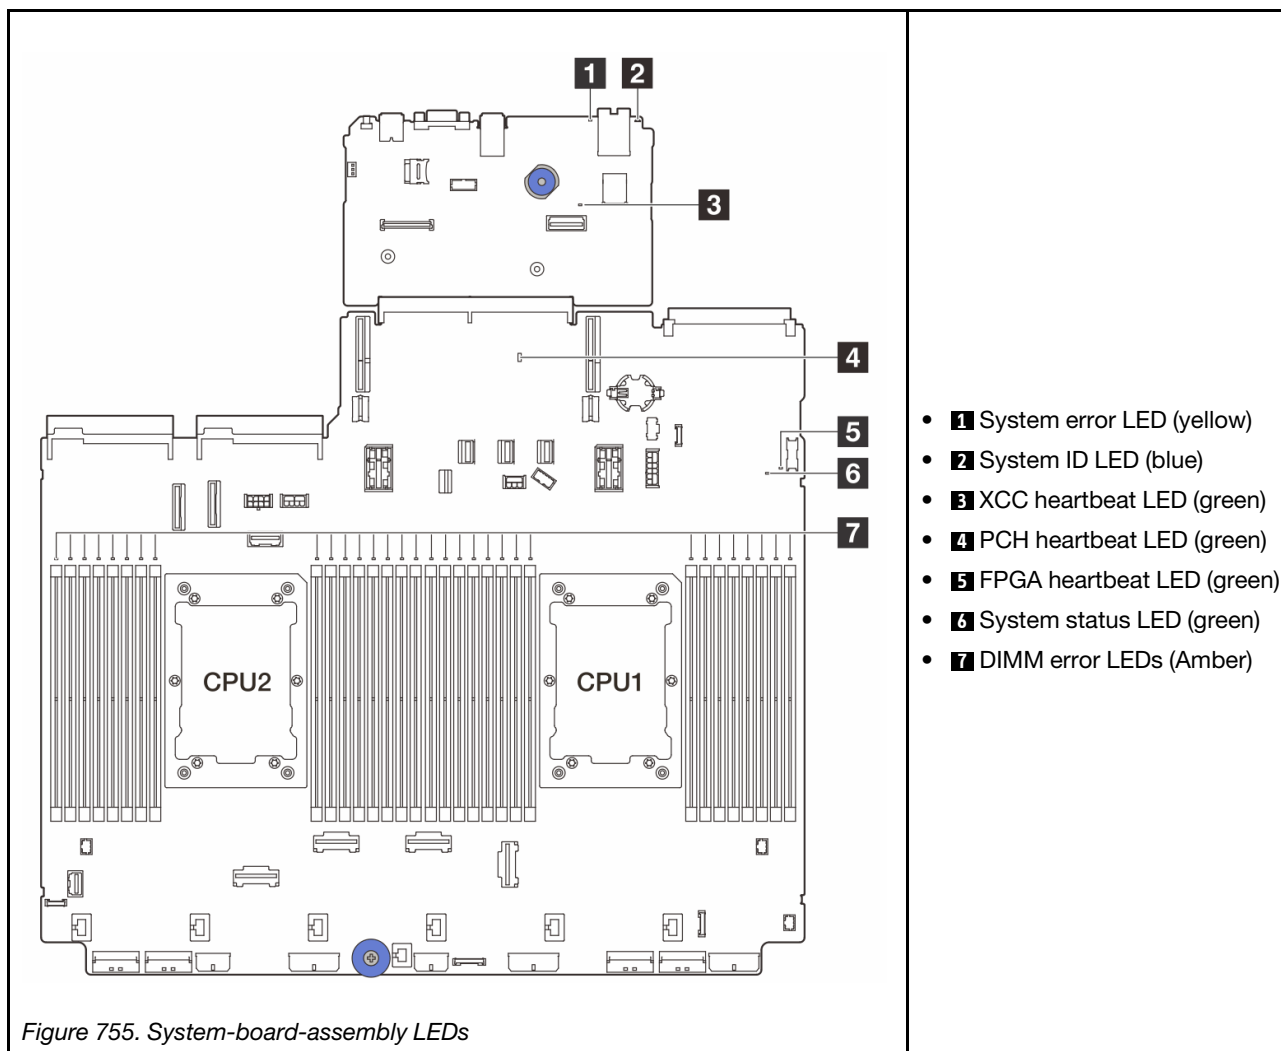 1 2
3
4
5
6
7
CPU2 CPU1
Figure 755. System-board-assembly LEDs
• 1 System error LED (yellow)
• 2 System ID LED (blue)
• 3 XCC heartbeat LED (green)
• 4 PCH heartbeat LED (green)
• 5 FPGA heartbeat LED (green)
• 6 System status LED (green)
• 7 DIMM error LEDs (Amber)